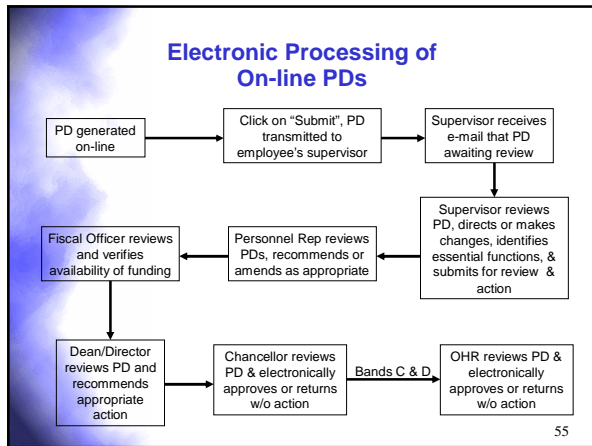 Electronic Processing of
On-line PDs
PD generated
on-line
Click on “Submit”, PD
transmitted to
employee’s supervisor
Supervisor receives
e-mail that PD
awaiting review
Supervisor reviews
PD, directs or makes
changes, identifies
essential functions, &
submits for review &
action
Personnel Rep reviews
PDs, recommends or
amends as appropriate
Fiscal Officer reviews
and verifies
availability of funding
Dean/Director
reviews PD and
recommends
appropriate
action
Chancellor reviews
PD & electronically
approves or returns
w/o action
Bands C & D
OHR reviews PD &
electronically
approves or returns
w/o action
55